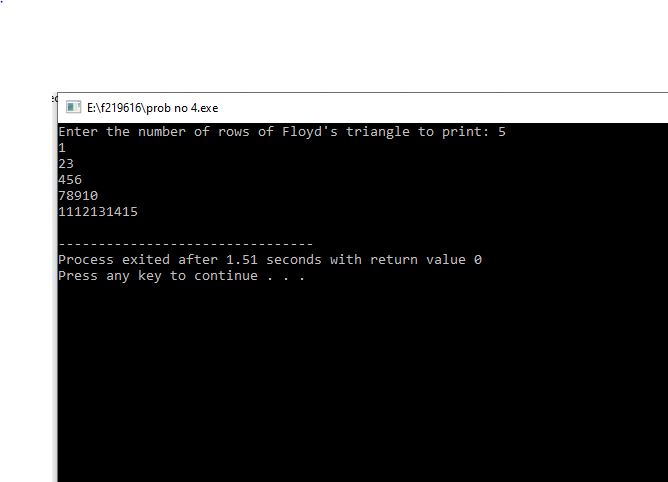 E:\f219616\prob no 4.exe
Enter the number of rows of Floyd's triangle to print: 5
1
23
456
78910
1112131415
--------------------------------
Process exited after 1.51 seconds with return value 0
Press any key to continue . . .